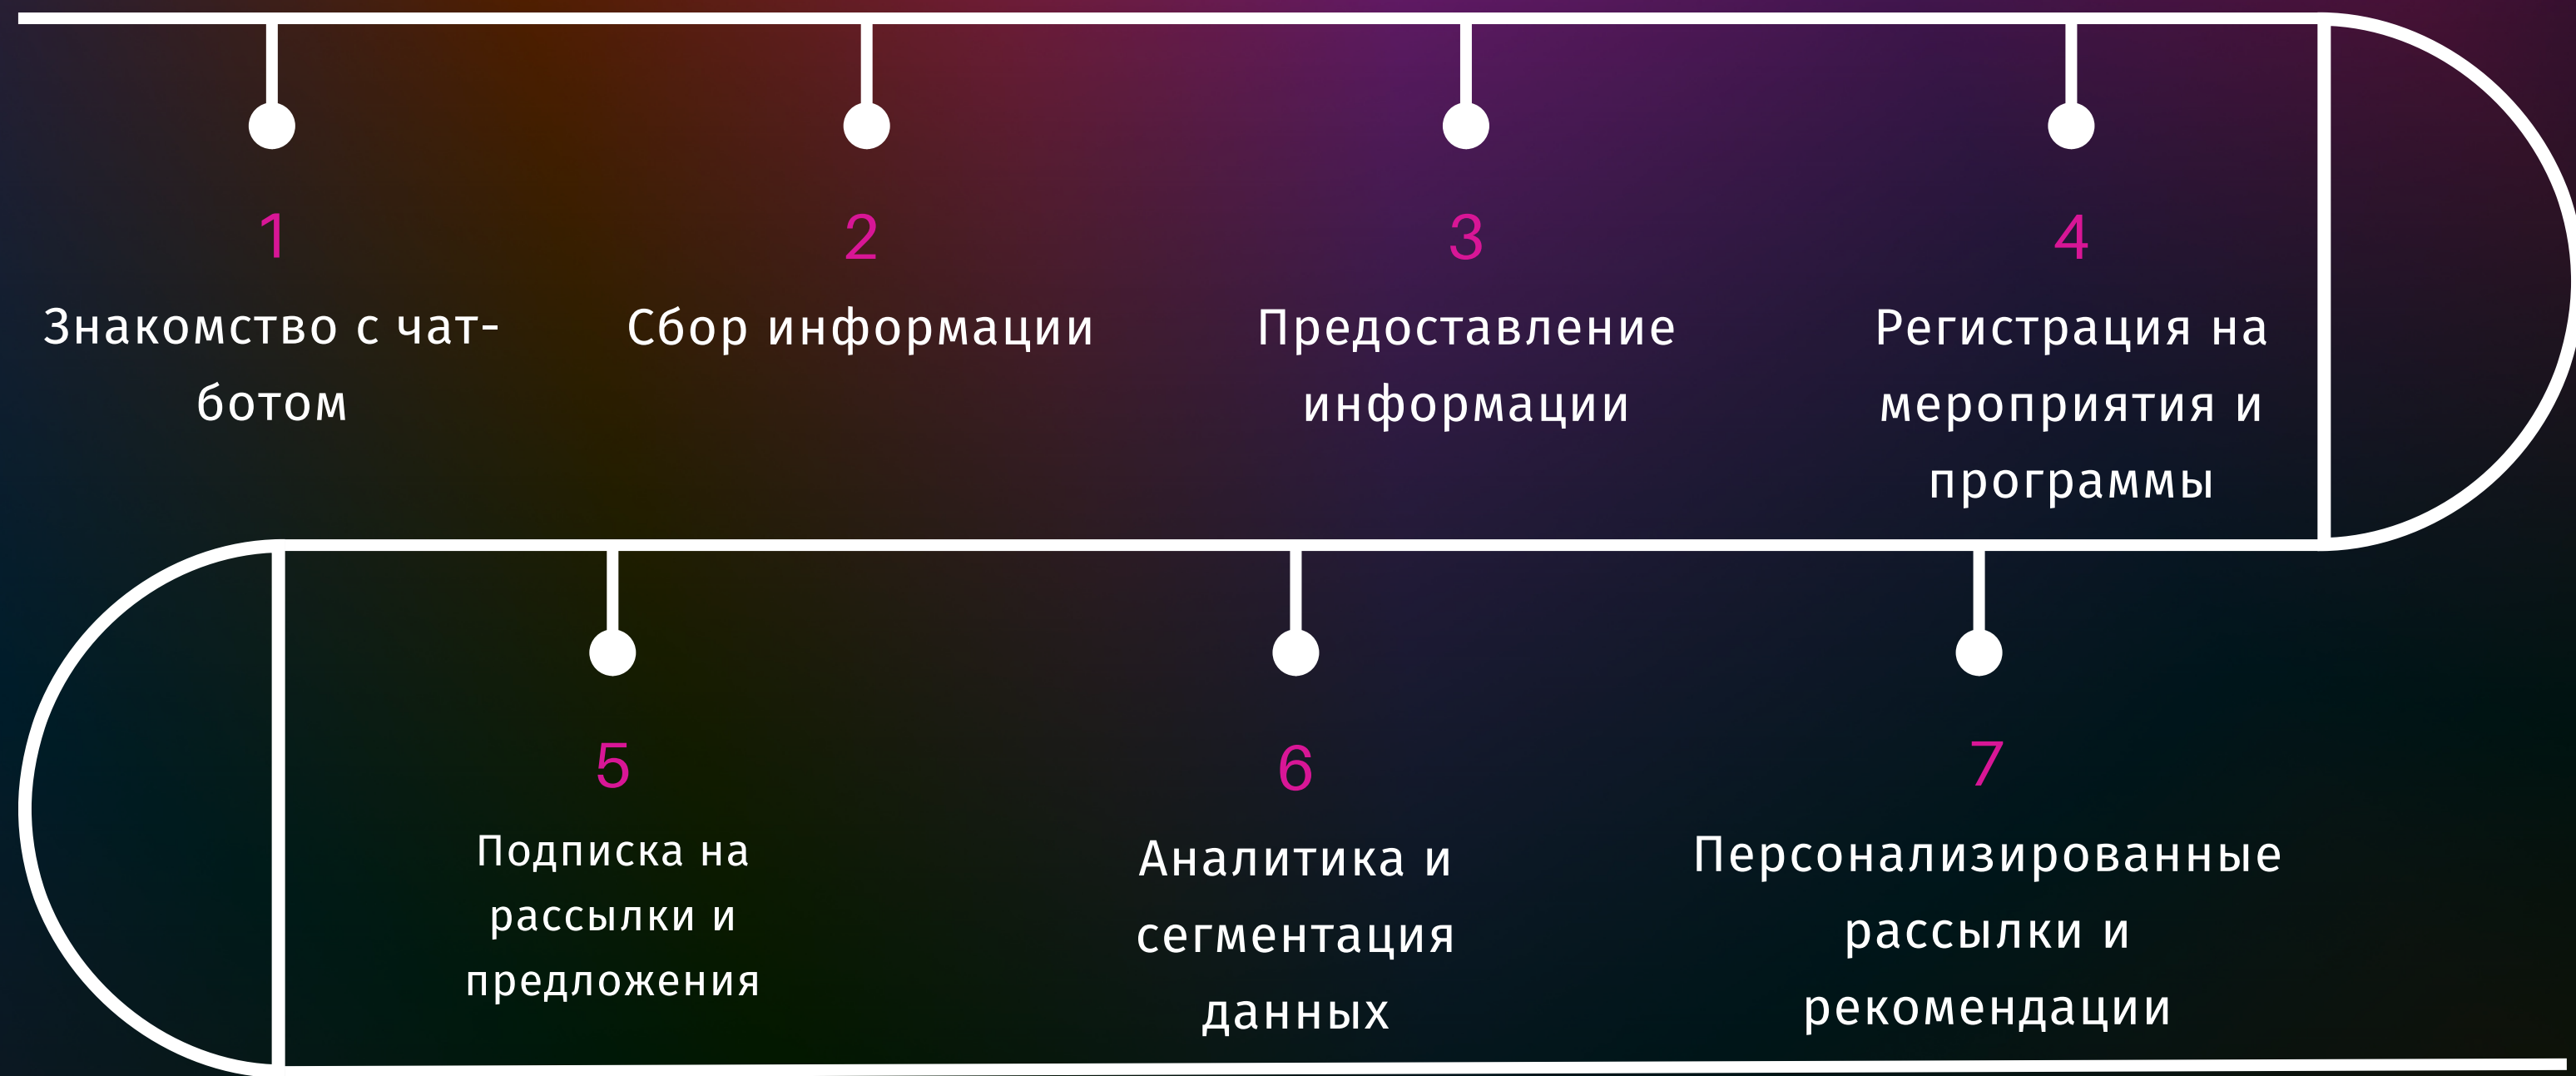 1
Знакомство с чат-
ботом
2
Сбор информации
3
Предоставление
информации
4
Регистрация на
мероприятия и
программы
5
Подписка на
рассылки и
предложения
6
Аналитика и
сегментация
данных
7
Персонализированные
рассылки и
рекомендации